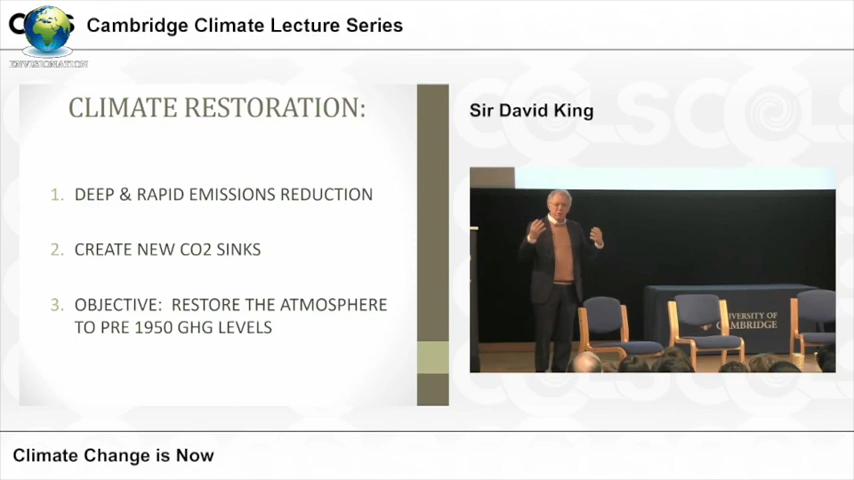 Cambridge Climate Lecture Series
ENVISIONATION
CLIMATE RESTORATION:
Sir David King
1. DEEP & RAPID EMISSIONS REDUCTION
2. CREATE NEW CO2 SINKS
3. OBJECTIVE: RESTORE THE ATMOSPHERE
TO PRE 1950 GHG LEVELS
UNIVERSITY OF
CAMBRIDGE
Climate Change is Now